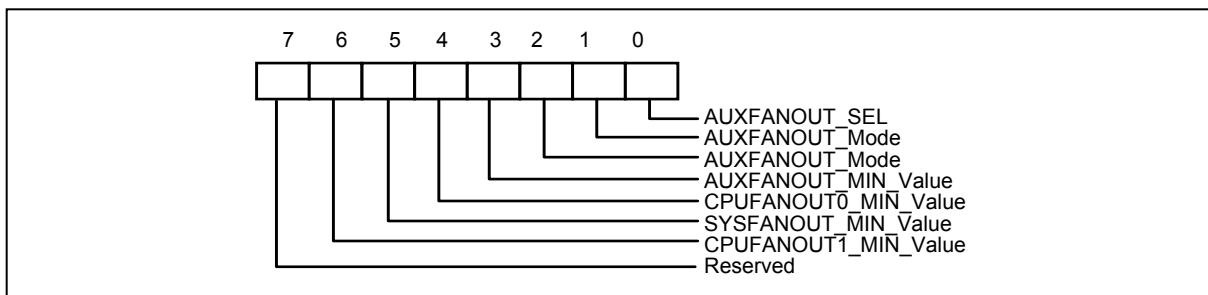 7 6 5 4 3 2 1 0
AUXFANOUT_SEL
AUXFANOUT_Mode
AUXFANOUT_Mode
AUXFANOUT_MIN_Value
CPUFANOUT0_MIN_Value
SYSFANOUT_MIN_Value
CPUFANOUT1_MIN_Value
Reserved